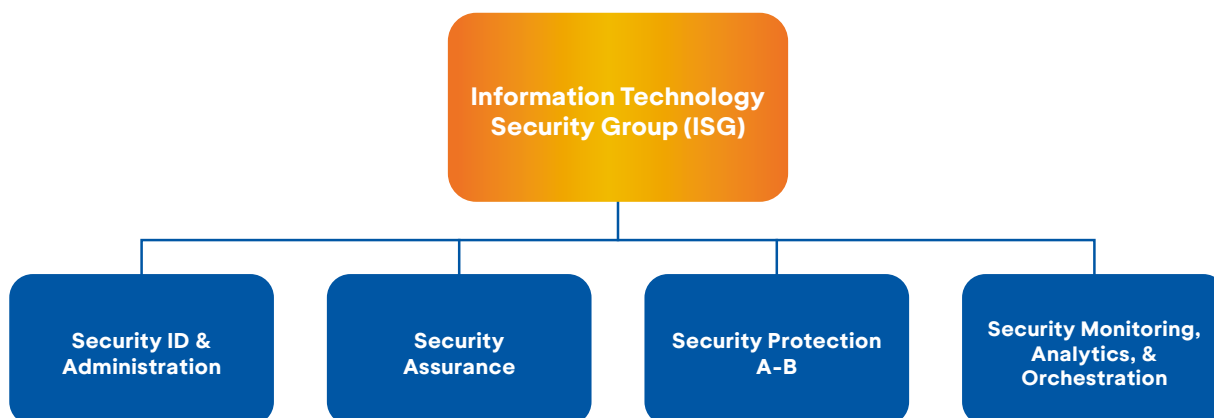 Information Technology
Security Group (ISG)
Security ID &
Administration
Security
Assurance
Security Protection
A-B
Security Monitoring,
Analytics, &
Orchestration